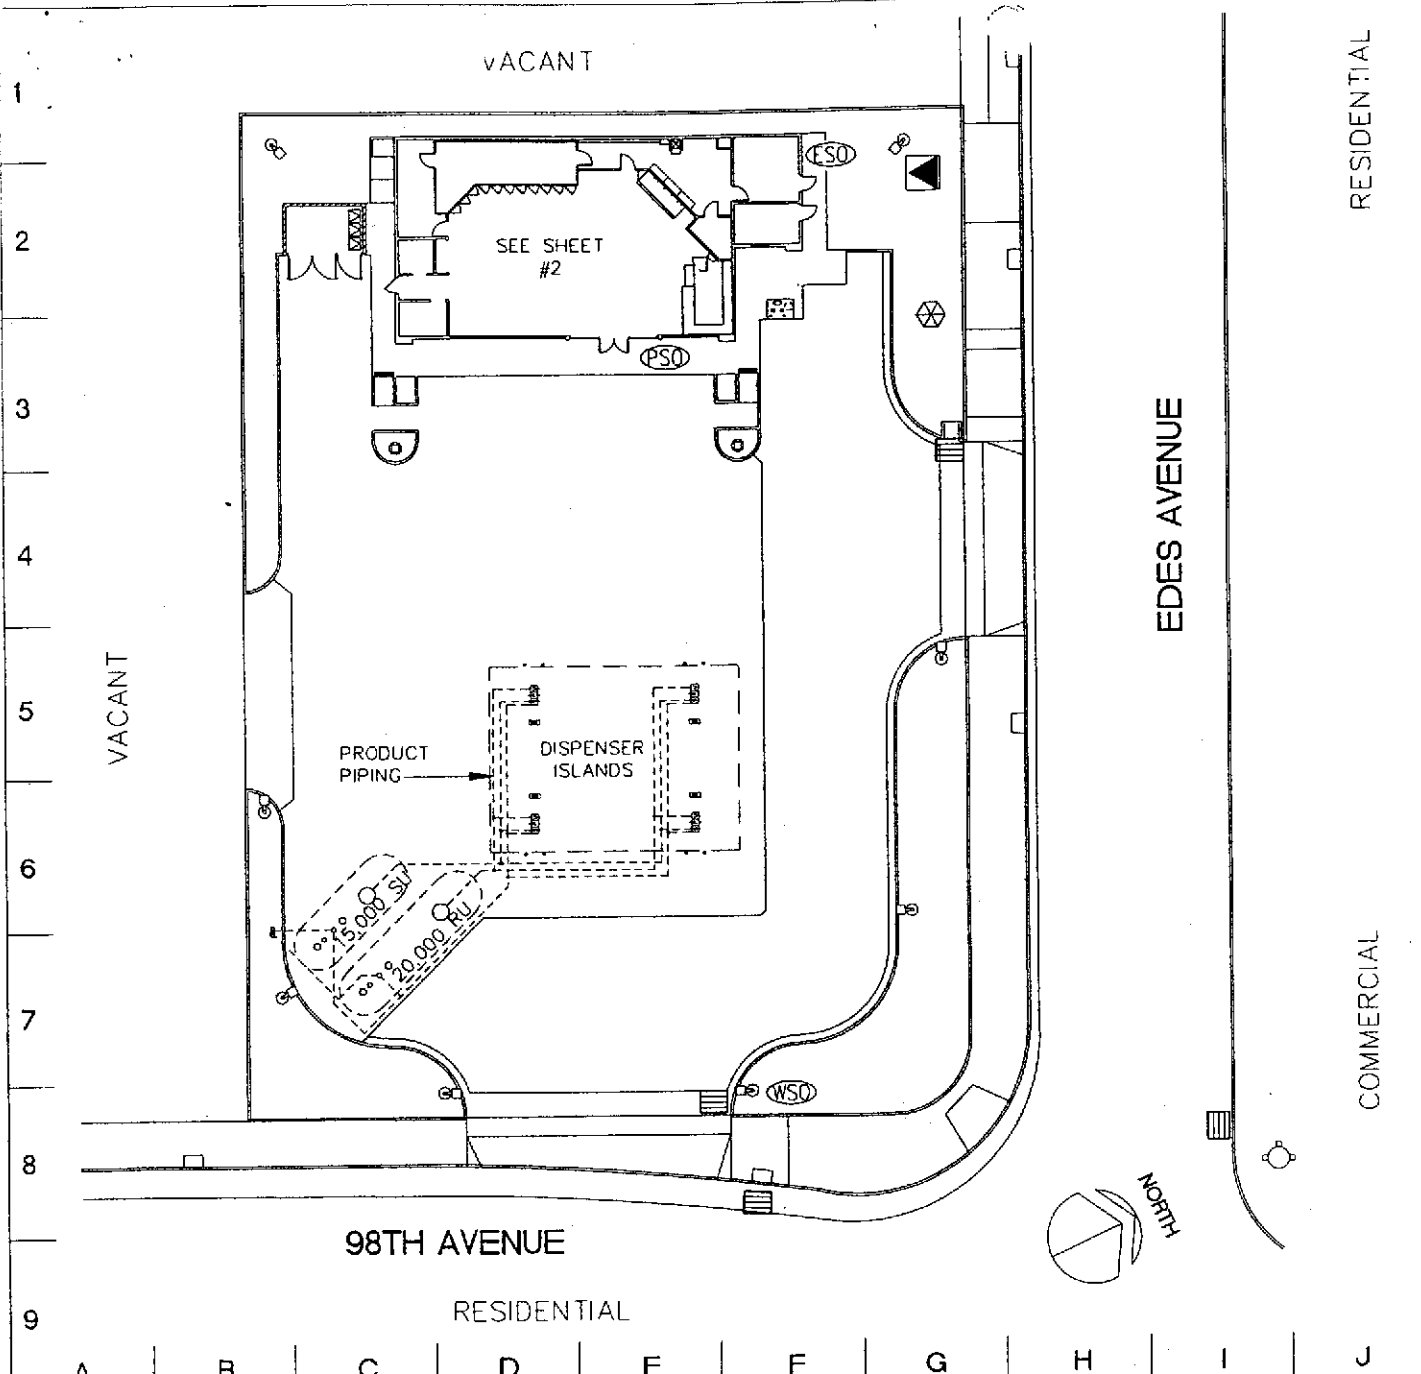 VACANT
RESIDENTIAL
1
ESO
2
SEE SHEET
#2
PSO
3
EDES AVENUE
4
VACANT
5
PRODUCT
PIPING
DISPENSER
ISLANDS
6
15,000 SU
20,000 RU
COMMERCIAL
7
WSO
8
NORTH
98TH AVENUE
RESIDENTIAL
9
A B C D E F G H I J